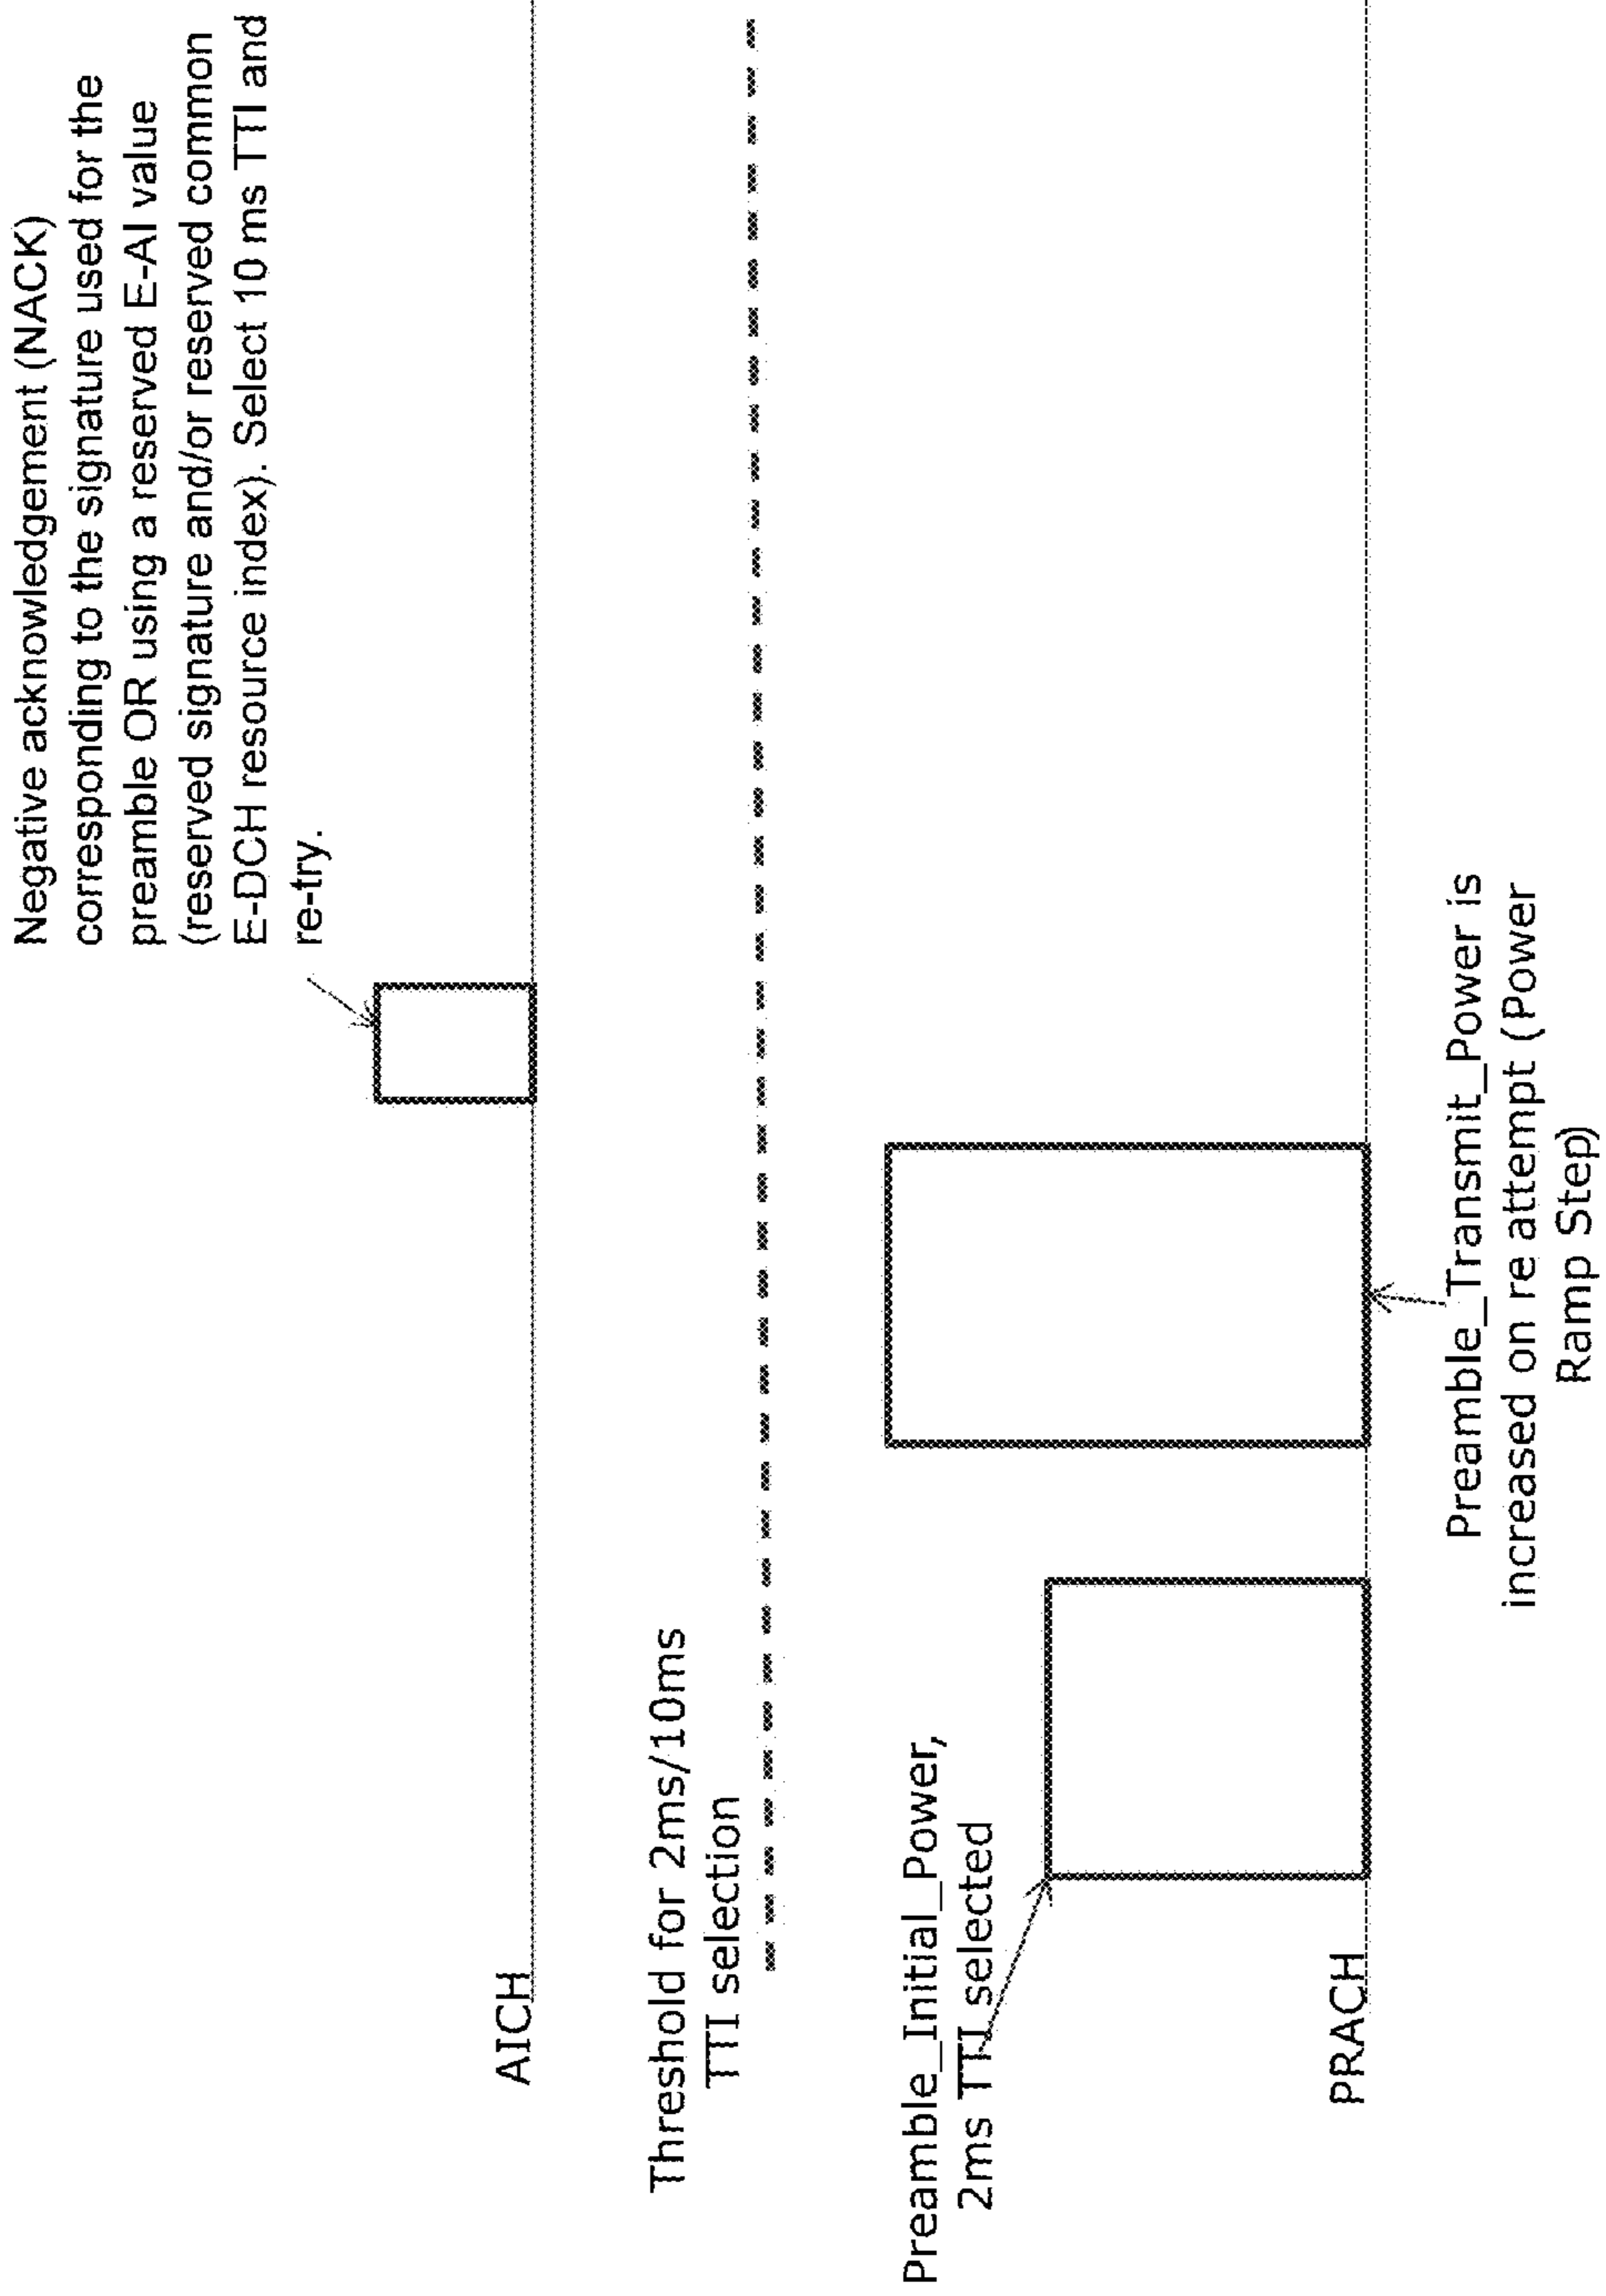 Negative acknowledgement (NACK)
corresponding to the signature used for the
preamble OR using a reserved E-AI value
(reserved signature and/or reserved common
E-DCH resource index). Select 10 ms TTI and
re-try.
AICH
Threshold for 2ms/10ms
TTI selection
Preamble_Initial_Power,
2ms TTI selected
PRACH
Preamble_Transmit_Power is
increased on re attempt (Power
Ramp Step)